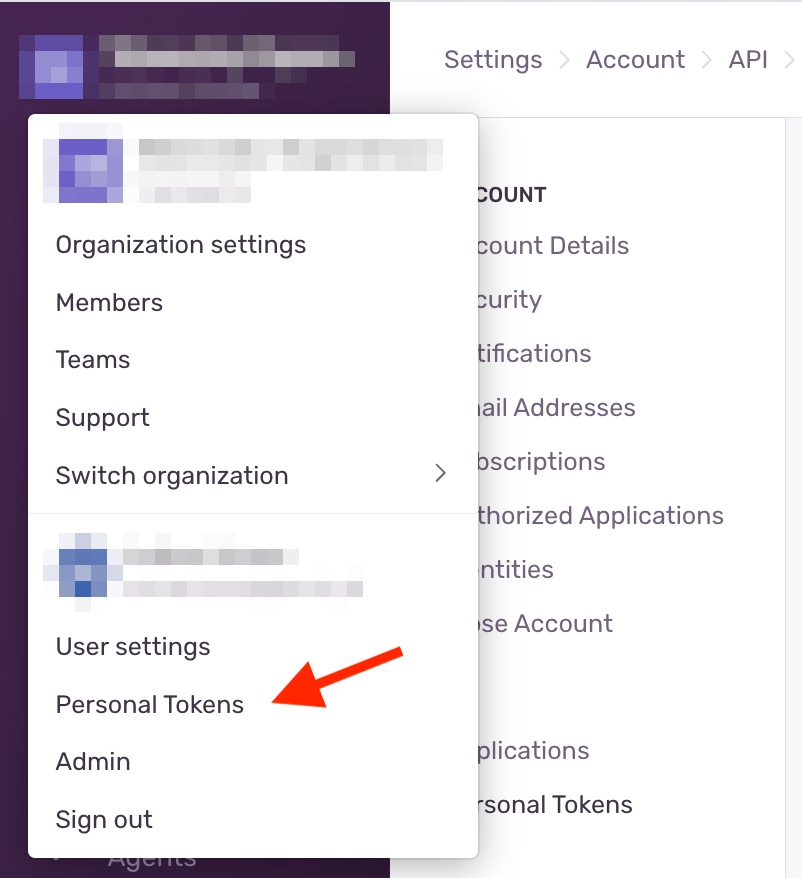 Settings > Account > API >
Organization settings
Members
Teams
Support
Switch organization >
User settings
Personal Tokens
Admin
Sign out
Agents
COUNT
count Details
curity
tifications
ail Addresses
bscriptions
thorized Applications
entities
ose Account
plications
rsonal Tokens